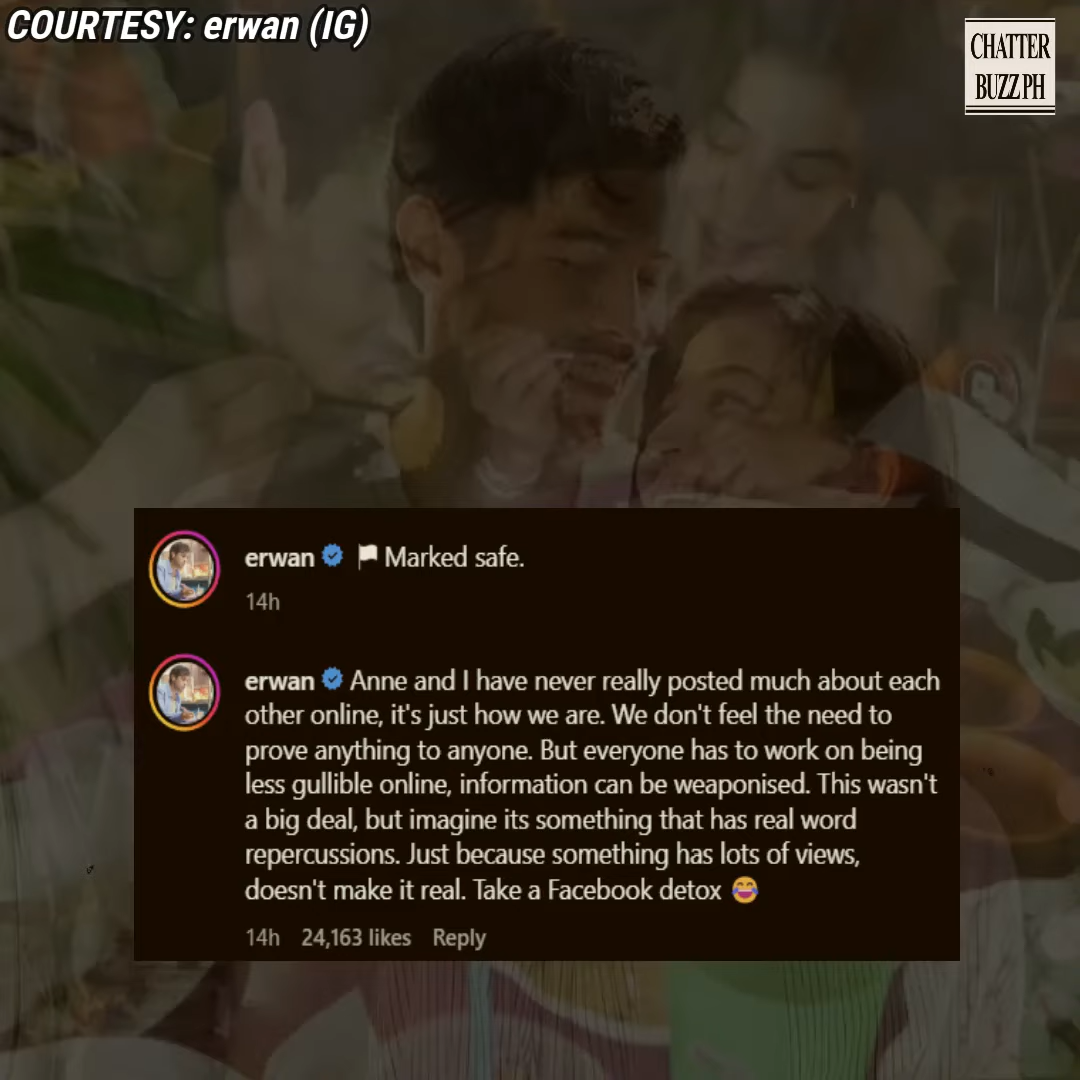 COURTESY: erwan (IG)
CHATTER
BUZZ PH
erwan 🏳 Marked safe.
14h
erwan Anne and I have never really posted much about each
other online, it's just how we are. We don't feel the need to
prove anything to anyone. But everyone has to work on being
less gullible online, information can be weaponised. This wasn't
a big deal, but imagine its something that has real word
repercussions. Just because something has lots of views,
doesn't make it real. Take a Facebook detox 😂
14h 24,163 likes Reply